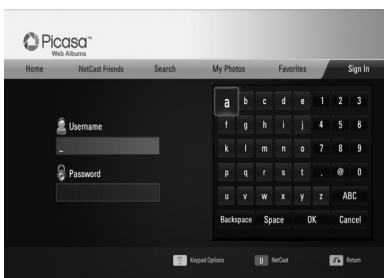 Picasa™
Web Albums
Home NetCast Friends Search My Photos Favorites Sign In
a b c d e 1 2 3
Username
f g h i j 4 5 6
_
k l m n o 7 8 9
Password
p q r s t . @ 0
u v w x y z ABC
Backspace Space OK Cancel
Keypad Options NetCast Return